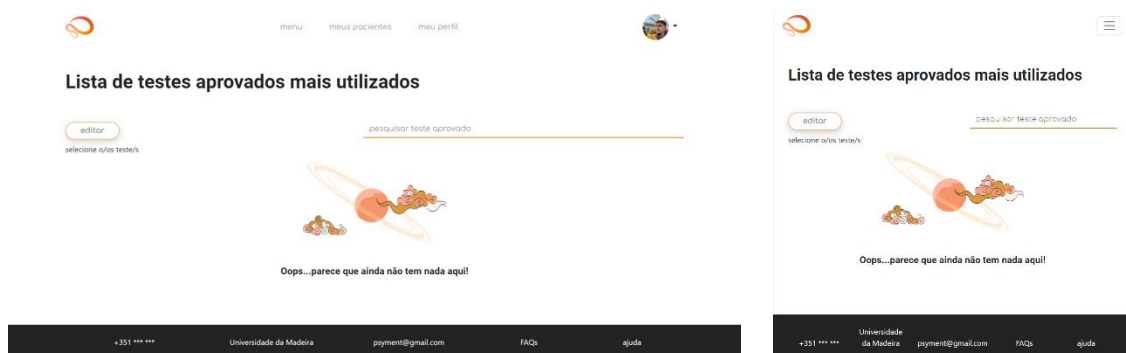 menu meus pacientes meu perfil
Lista de testes aprovados mais utilizados
editar
pesquisar teste aprovado
selecione o/os teste/s
Oops...parece que ainda não tem nada aqui!
+351 *** *** Universidade da Madeira psyment@gmail.com FAQs ajuda
Lista de testes aprovados mais utilizados
editar
pesquisar teste aprovado
selecione o/os teste/s
Oops...parece que ainda não tem nada aqui!
Universidade
+351 *** *** da Madeira psyment@gmail.com FAQs ajuda